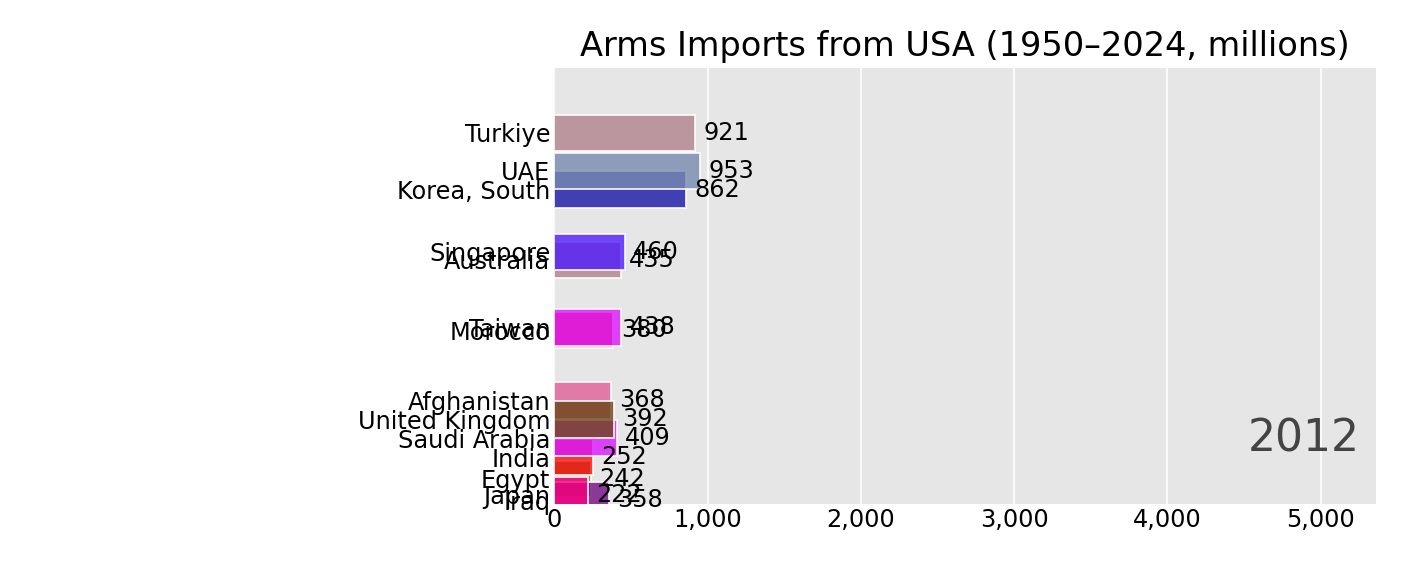 Arms Imports from USA (1950–2024, millions)
Turkiye 921
UAE 953
Korea, South 862
Singapore 460
Australia 435
Taiwan 438
Morocco 380
Afghanistan 368
United Kingdom 392
Saudi Arabia 409
India 252
Egypt 242
Japan 222
Iraq 358
2012
0 1,000 2,000 3,000 4,000 5,000